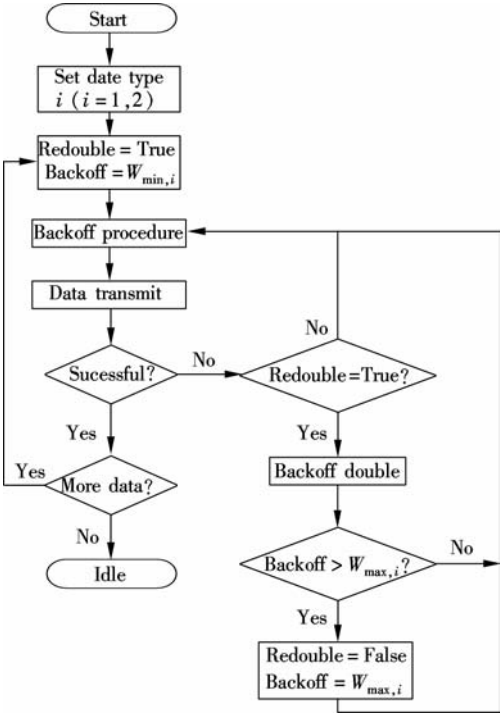 Start
Set date type
i (i=1,2)
Redouble = True
Backoff = W_min,i
Backoff procedure
Data transmit
No
Sucessful?
No
Redouble=True?
Yes
Yes
Yes
More data?
Backoff double
No
Idle
Backoff > W_max,i?
No
Yes
Redouble = False
Backoff = W_max,i